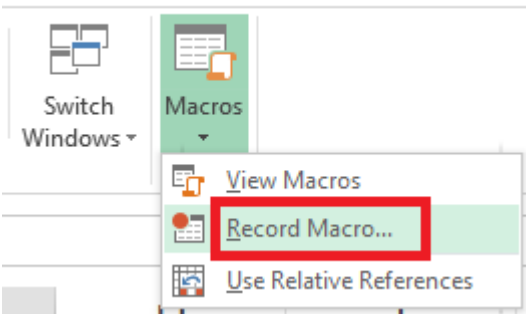 Switch
Windows
Macros
View Macros
Record Macro...
Use Relative References